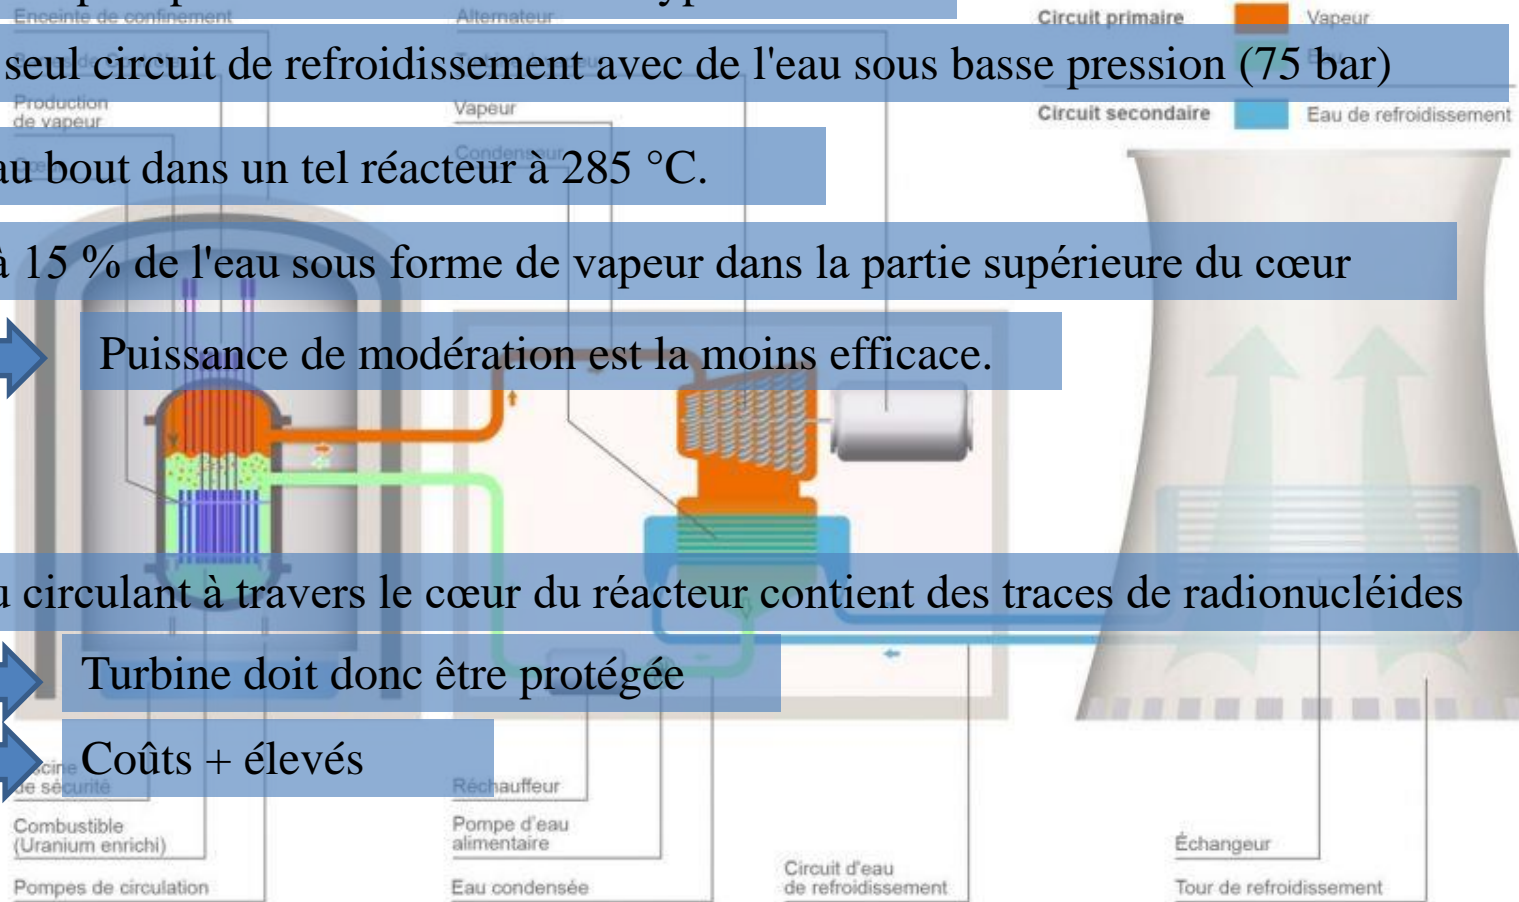 Enceinte de confinement
Alternateur
Circuit primaire
Vapeur
seul circuit de refroidissement avec de l'eau sous basse pression (75 bar)
Production
de vapeur
Vapeur
Circuit secondaire
Eau de refroidissement
Condenseur
au bout dans un tel réacteur à 285 °C.
à 15 % de l'eau sous forme de vapeur dans la partie supérieure du cœur
Puissance de modération est la moins efficace.
circulant à travers le cœur du réacteur contient des traces de radionucléides
Turbine doit donc être protégée
Coûts + élevés
de sécurité
Réchauffeur
Combustible
(Uranium enrichi)
Pompe d'eau
alimentaire
Échangeur
Pompes de circulation
Eau condensée
Circuit d'eau
de refroidissement
Tour de refroidissement